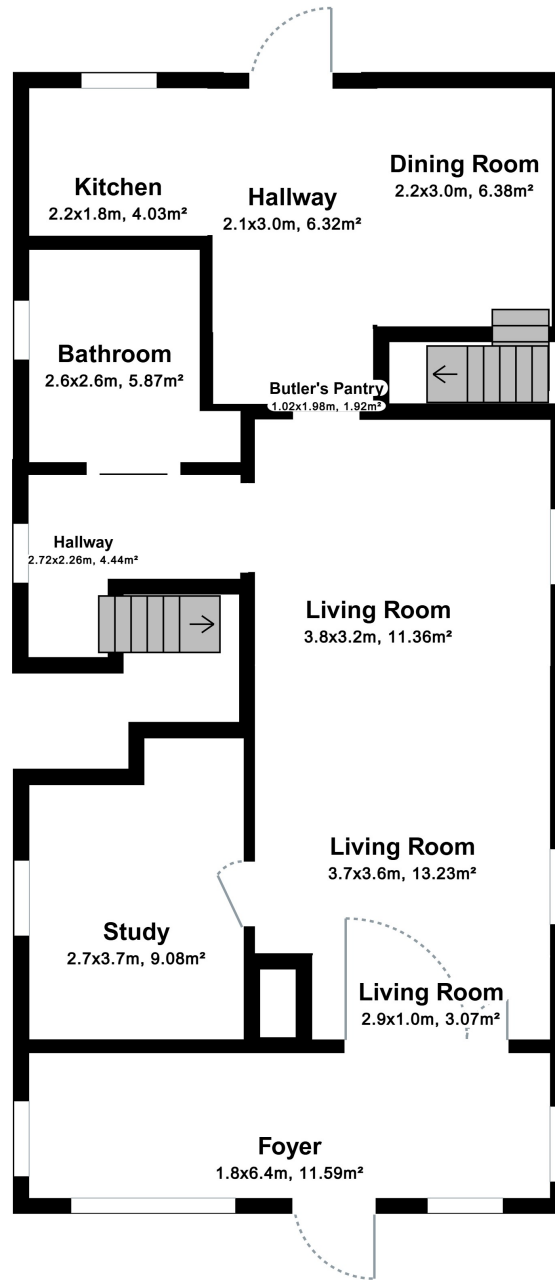 Kitchen
2.2x1.8m, 4.03m²
Hallway
2.1x3.0m, 6.32m²
Dining Room
2.2x3.0m, 6.38m²
Bathroom
2.6x2.6m, 5.87m²
Butler's Pantry
1.02x1.98m, 1.92m²
Hallway
2.72x2.26m, 4.44m²
Living Room
3.8x3.2m, 11.36m²
Living Room
3.7x3.6m, 13.23m²
Study
2.7x3.7m, 9.08m²
Living Room
2.9x1.0m, 3.07m²
Foyer
1.8x6.4m, 11.59m²